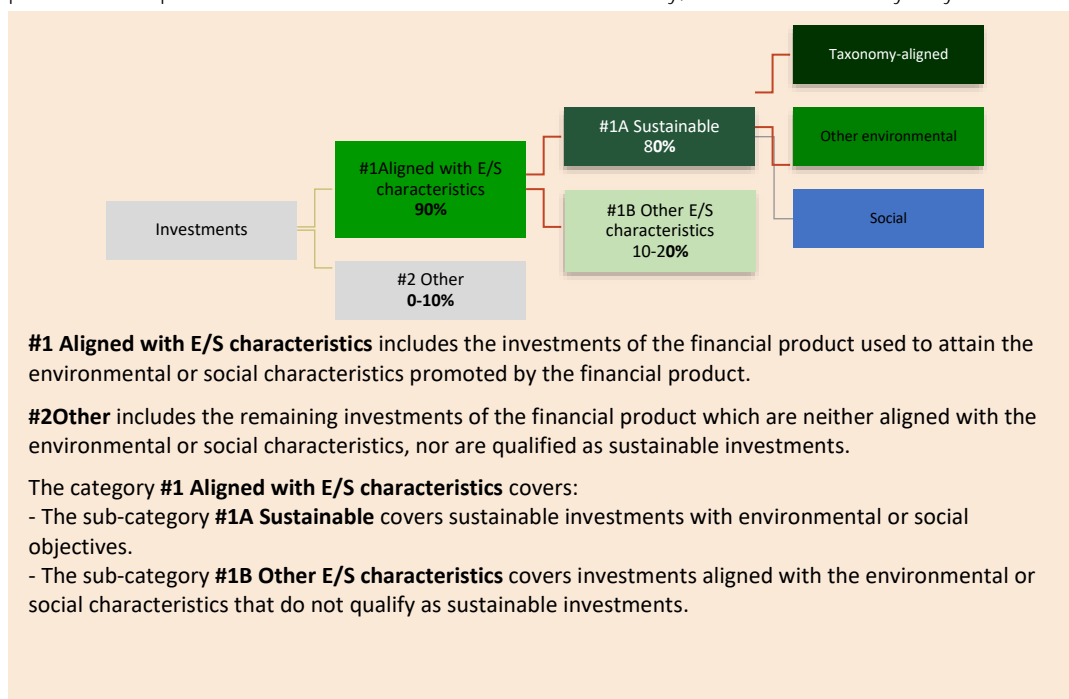 Taxonomy-aligned
#1A Sustainable
80%
Other environmental
#1Aligned with E/S
characteristics
90%
#1B Other E/S
characteristics
10-20%
Social
Investments
#2 Other
0-10%
#1 Aligned with E/S characteristics includes the investments of the financial product used to attain the
environmental or social characteristics promoted by the financial product.
#2Other includes the remaining investments of the financial product which are neither aligned with the
environmental or social characteristics, nor are qualified as sustainable investments.
The category #1 Aligned with E/S characteristics covers:
- The sub-category #1A Sustainable covers sustainable investments with environmental or social
objectives.
- The sub-category #1B Other E/S characteristics covers investments aligned with the environmental or
social characteristics that do not qualify as sustainable investments.